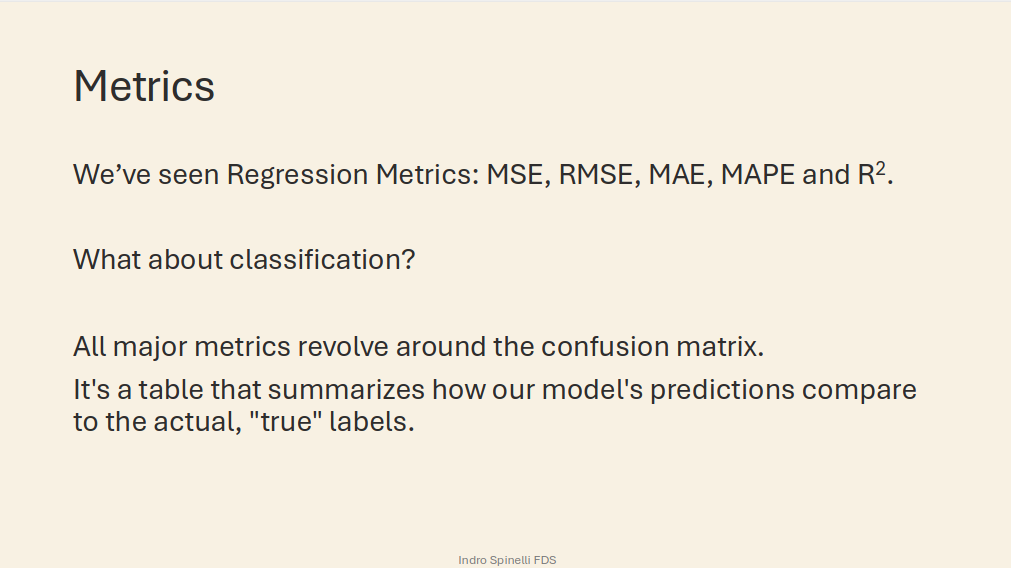 Metrics
We’ve seen Regression Metrics: MSE, RMSE, MAE, MAPE and R².
What about classification?
All major metrics revolve around the confusion matrix.
It's a table that summarizes how our model's predictions compare
to the actual, "true" labels.
Indro Spinelli FDS